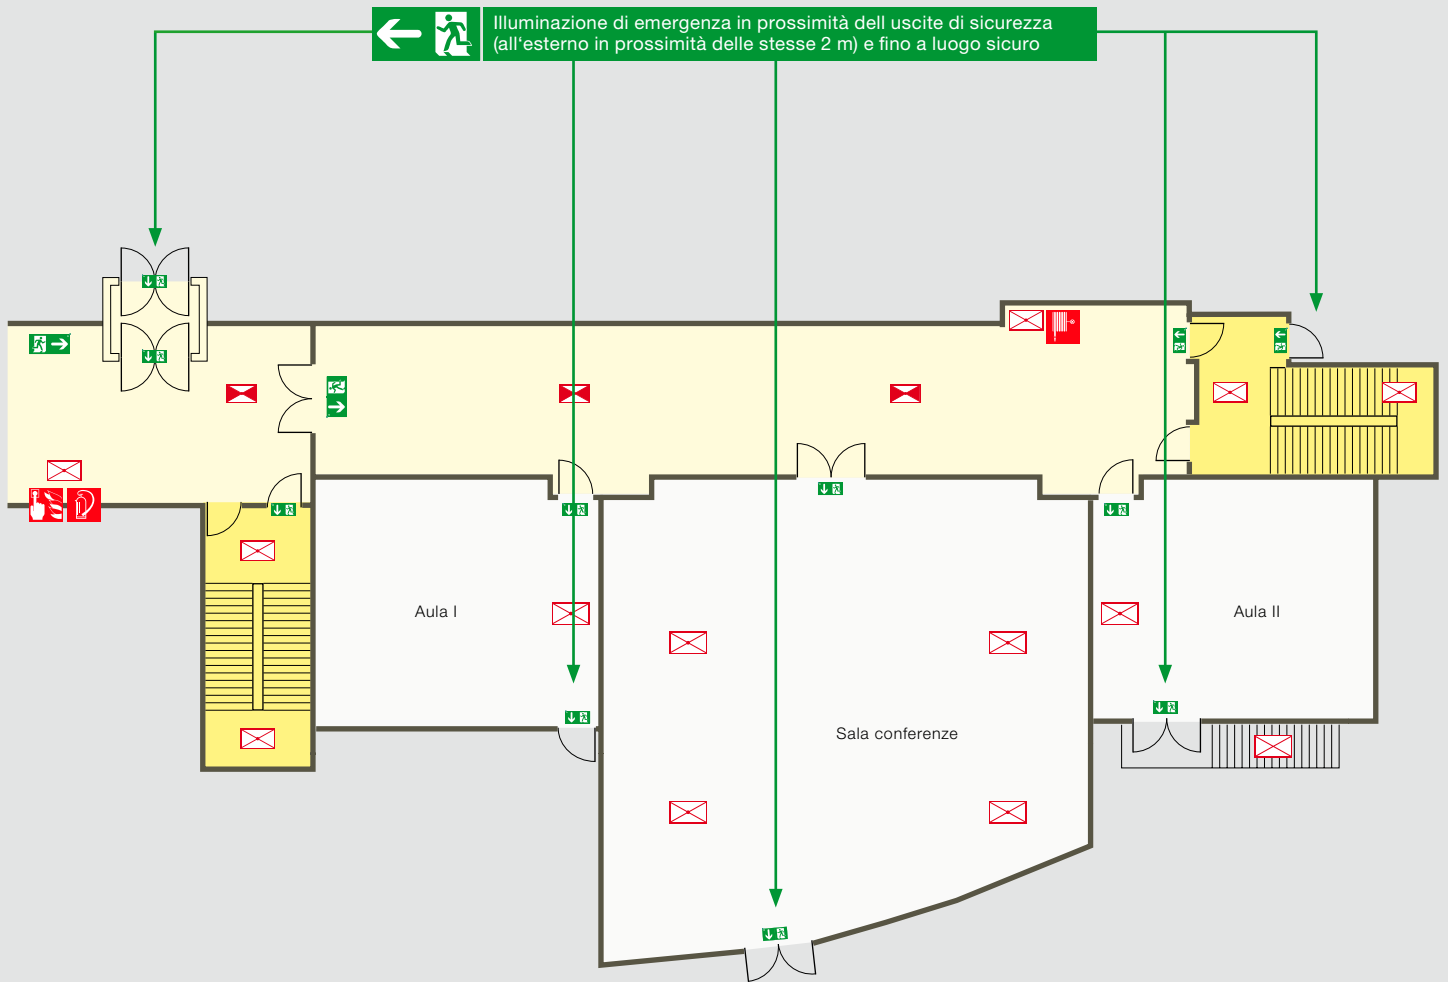 Illuminazione di emergenza in prossimità dell uscite di sicurezza
(all'esterno in prossimità delle stesse 2 m) e fino a luogo sicuro
Aula I
Aula II
Sala conferenze